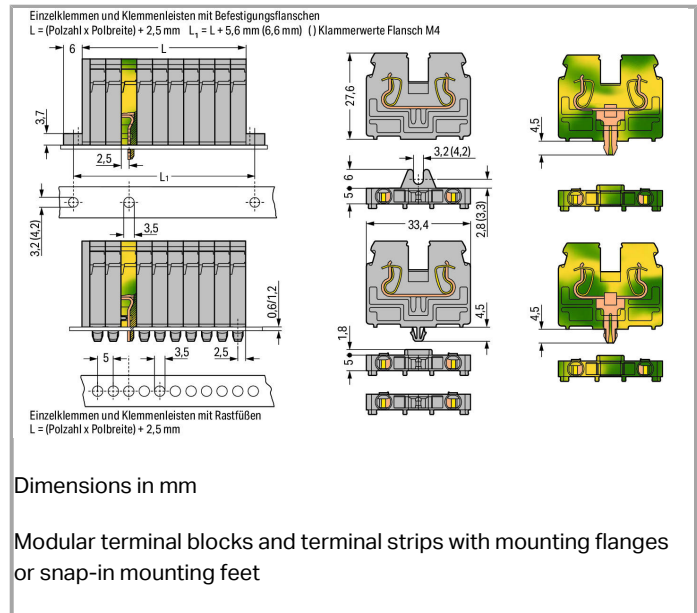 Einzelklemmen und Klemmenleisten mit Befestigungsflanschen
L = (Polzahl x Polbreite) + 2,5 mm L₁ = L + 5,6 mm (6,6 mm) ( ) Klammerwerte Flansch M4
6
L
3,7
2,5
L₁
3,2 (4,2)
3,5
0,6/1,2
5
3,5
2,5
27,6
3,2 (4,2)
6
5
2,8 (3,3)
33,4
4,5
1,8
5
4,5
4,5
Einzelklemmen und Klemmenleisten mit Rastfüßen
L = (Polzahl x Polbreite) + 2,5 mm
Dimensions in mm
Modular terminal blocks and terminal strips with mounting flanges
or snap-in mounting feet